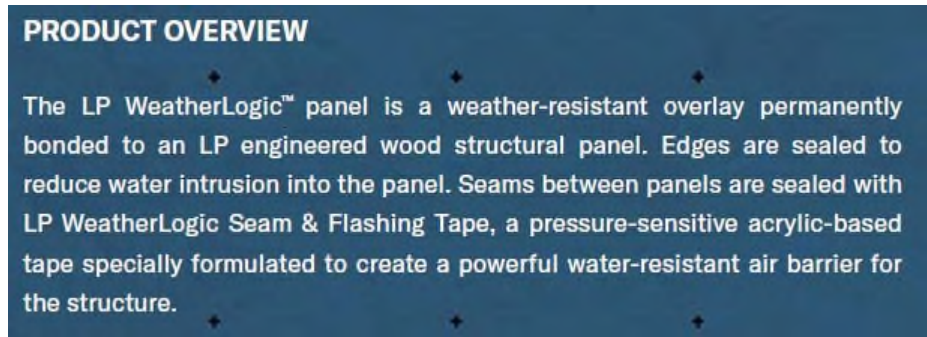 PRODUCT OVERVIEW
The LP WeatherLogic™ panel is a weather-resistant overlay permanently
bonded to an LP engineered wood structural panel. Edges are sealed to
reduce water intrusion into the panel. Seams between panels are sealed with
LP WeatherLogic Seam & Flashing Tape, a pressure-sensitive acrylic-based
tape specially formulated to create a powerful water-resistant air barrier for
the structure.